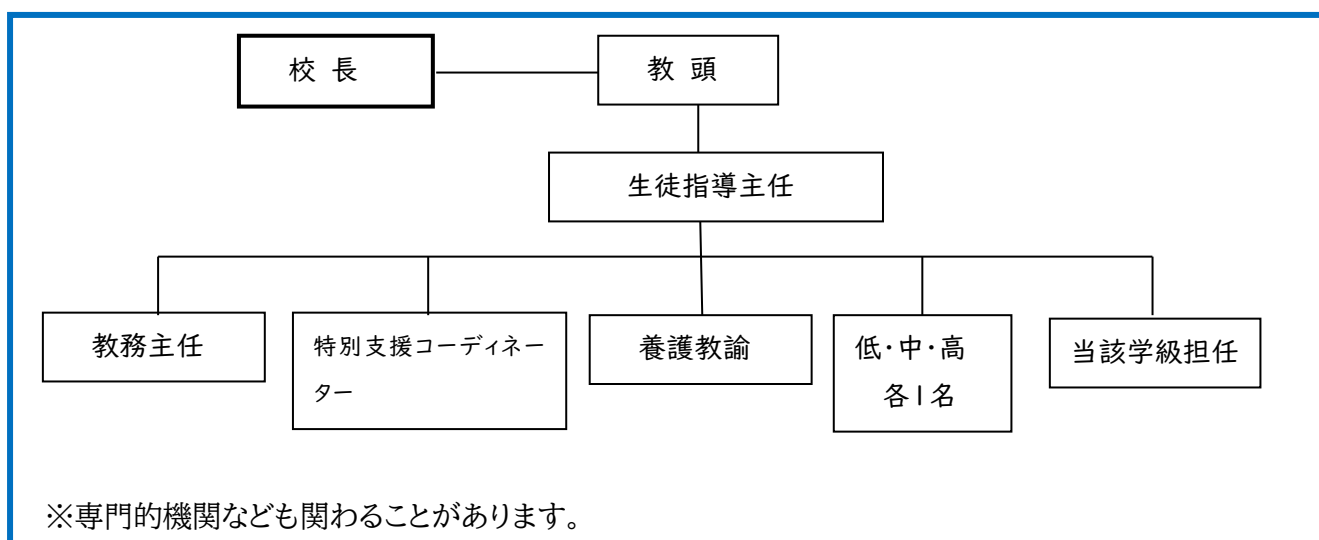 校 長
教 頭
生徒指導主任
教務主任
特別支援コーディネー
ター
養護教諭
低・中・高
各1名
当該学級担任
※専門的機関なども関わることがあります。